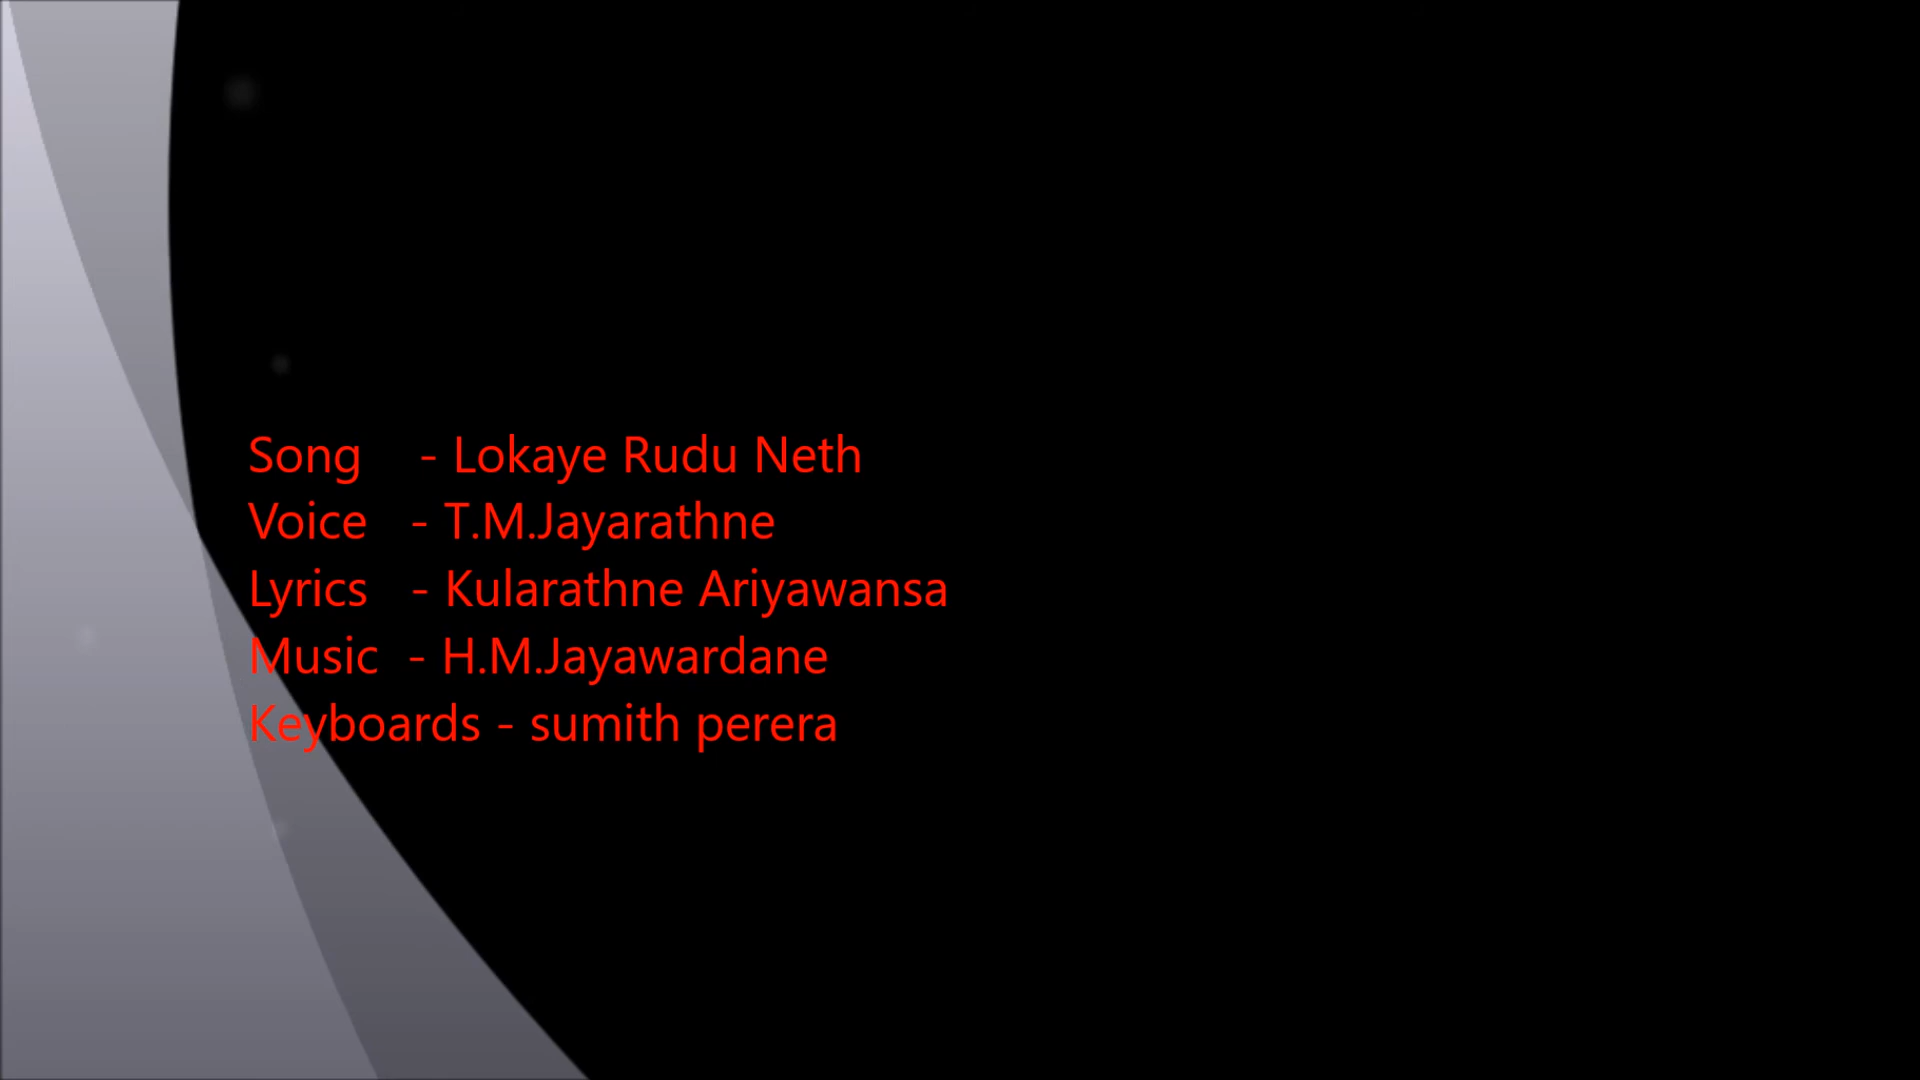 Song - Lokaye Rudu Neth
Voice - T.M.Jayarathne
Lyrics - Kularathne Ariyawansa
Music - H.M.Jayawardane
Keyboards - sumith perera